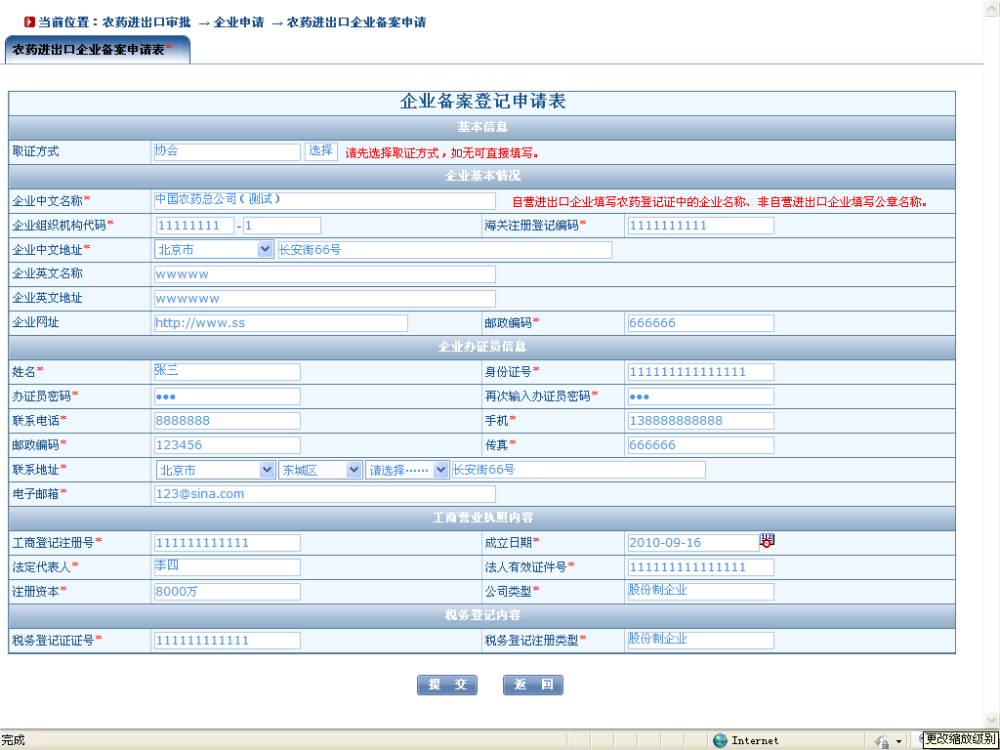 当前位置：农药进出口审批 → 企业申请 → 农药进出口企业备案申请
农药进出口企业备案申请表*
企业备案登记申请表
基本信息
取证方式 协会 选择 请先选择取证方式，如无可直接填写。
企业基本情况
企业中文名称* 中国农药总公司（测试） 自营进出口企业填写农药登记证中的企业名称、非自营进出口企业填写公章名称。
企业组织机构代码* 11111111 - 1 海关注册登记编码* 1111111111
企业中文地址* 北京市 长安街66号
企业英文名称 wwwww
企业英文地址 wwwwww
企业网址 http://www.ss 邮政编码* 666666
企业办证员信息
姓名* 张三 身份证号* 111111111111111
办证员密码* ●●● 再次输入办证员密码* ●●●
联系电话* 8888888 手机* 138888888888
邮政编码* 123456 传真* 666666
联系地址* 北京市 东城区 请选择…… 长安街66号
电子邮箱* 123@sina.com
工商营业执照内容
工商登记注册号* 111111111111 成立日期* 2010-09-16
法定代表人* 李四 法人有效证件号* 111111111111111
注册资本* 8000万 公司类型* 股份制企业
税务登记内容
税务登记证证号* 111111111111 税务登记注册类型* 股份制企业
提 交 返 回
完成 Internet 更改缩放级别